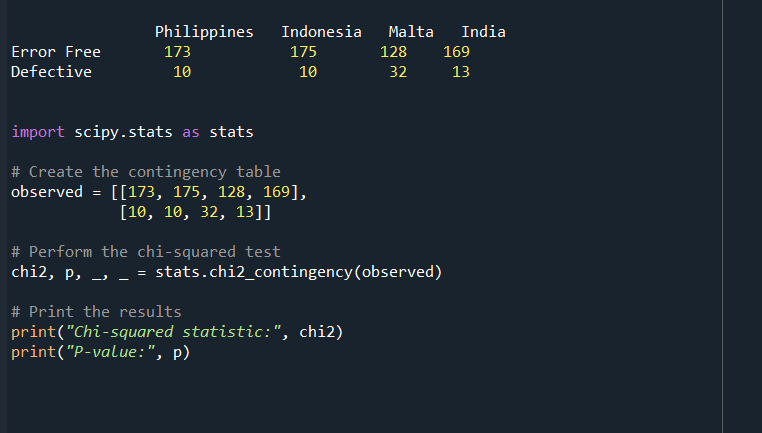 Philippines Indonesia Malta India
Error Free 173 175 128 169
Defective 10 10 32 13
import scipy.stats as stats
# Create the contingency table
observed = [[173, 175, 128, 169],
[10, 10, 32, 13]]
# Perform the chi-squared test
chi2, p, _, _ = stats.chi2_contingency(observed)
# Print the results
print("Chi-squared statistic:", chi2)
print("P-value:", p)